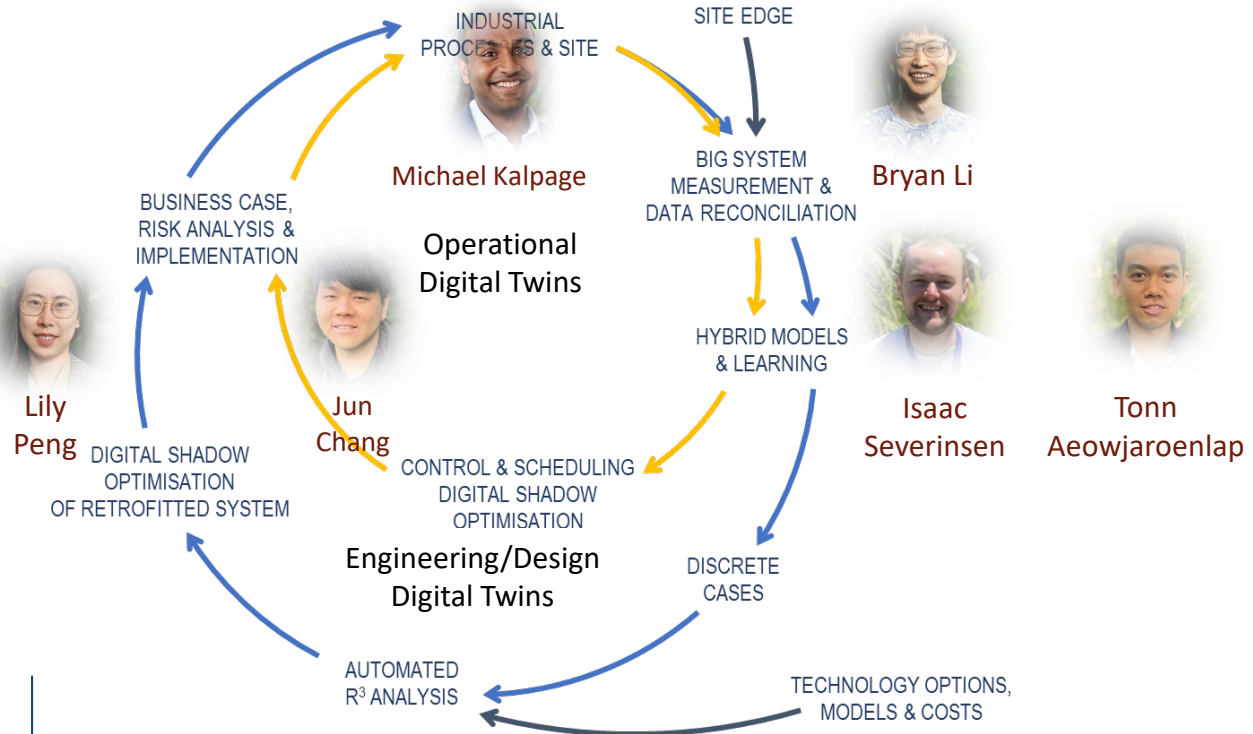 INDUSTRIAL
PROCESSES & SITE
SITE EDGE
Michael Kalpage
BIG SYSTEM
MEASUREMENT &
DATA RECONCILIATION
Bryan Li
BUSINESS CASE,
RISK ANALYSIS &
IMPLEMENTATION
Operational
Digital Twins
HYBRID MODELS
& LEARNING
Lily
Peng
Jun
Chang
Isaac
Severinsen
Tonn
Aeowjaroenlap
DIGITAL SHADOW
OPTIMISATION
OF RETROFITTED SYSTEM
CONTROL & SCHEDULING
DIGITAL SHADOW
OPTIMISATION
Engineering/Design
Digital Twins
DISCRETE
CASES
AUTOMATED
R³ ANALYSIS
TECHNOLOGY OPTIONS,
MODELS & COSTS